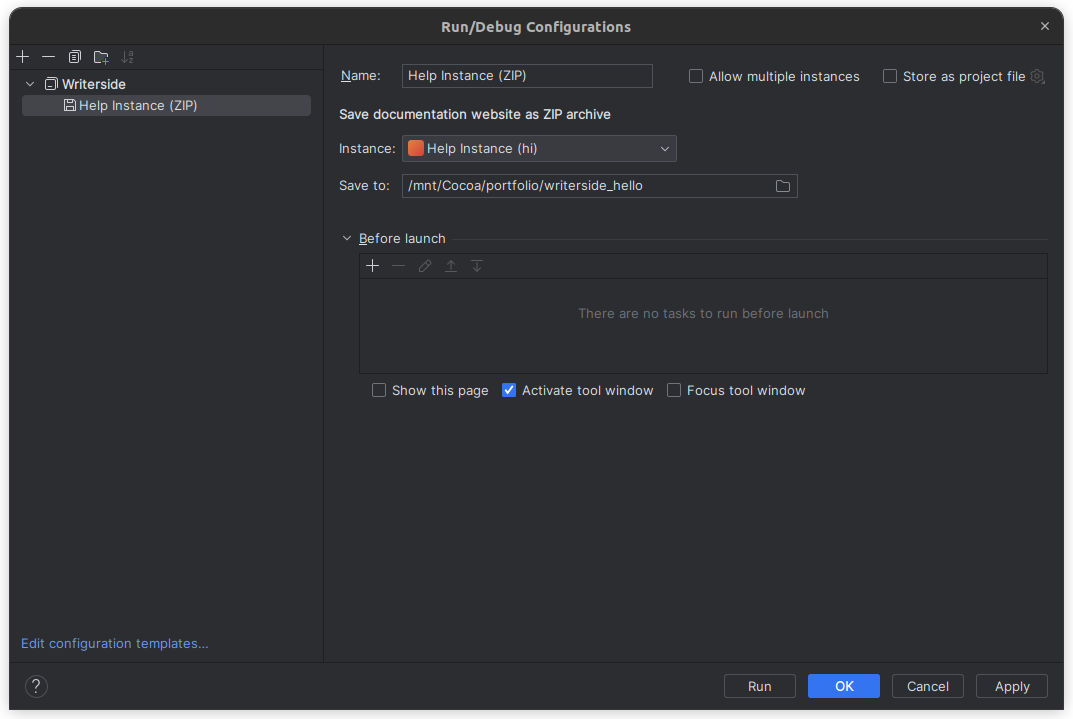 Run/Debug Configurations
Writerside
Help Instance (ZIP)
Name: Help Instance (ZIP) Allow multiple instances Store as project file
Save documentation website as ZIP archive
Instance: Help Instance (hi)
Save to: /mnt/Cocoa/portfolio/writerside_hello
Before launch
There are no tasks to run before launch
Show this page Activate tool window Focus tool window
Edit configuration templates...
? Run OK Cancel Apply